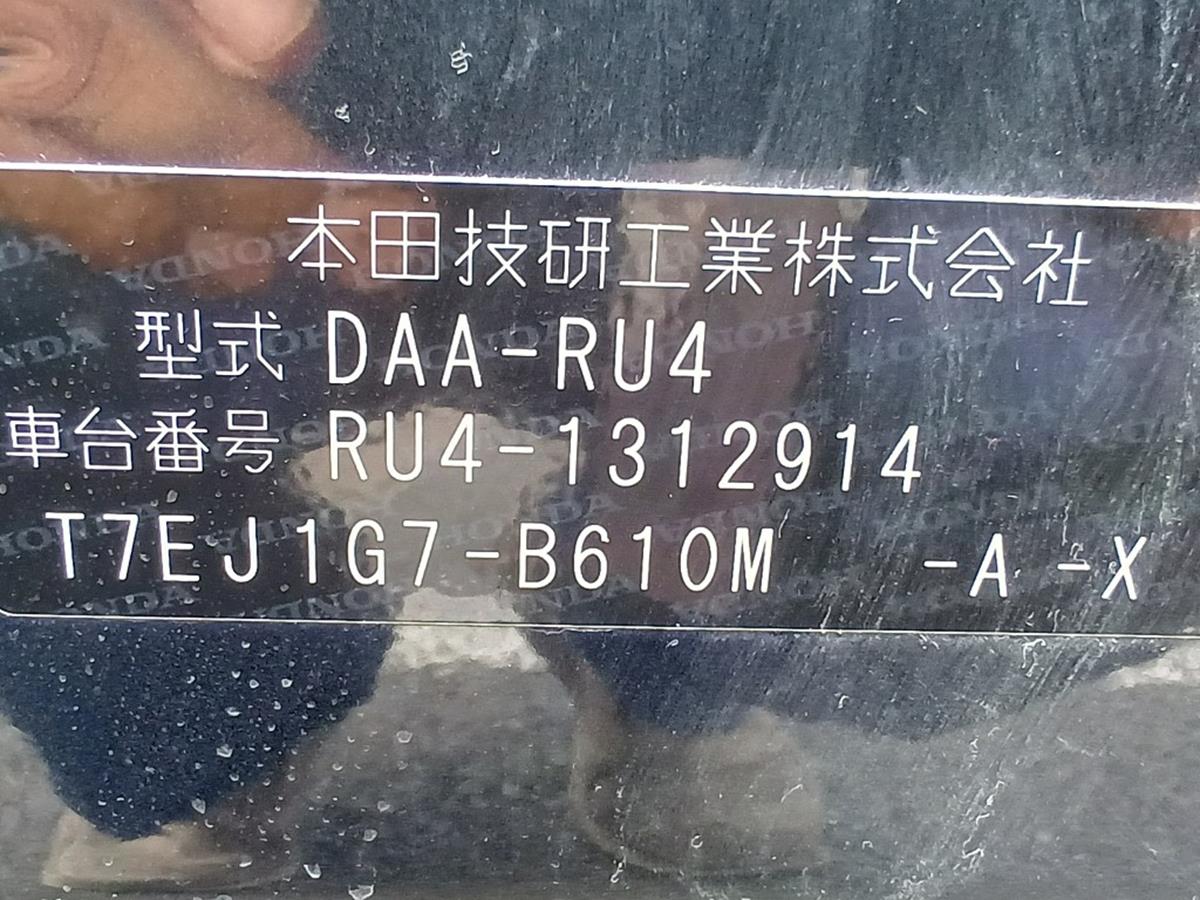 本田技研工業株式会社
型式 DAA-RU4
車台番号 RU4-1312914
T7EJ1G7-B610M -A -X